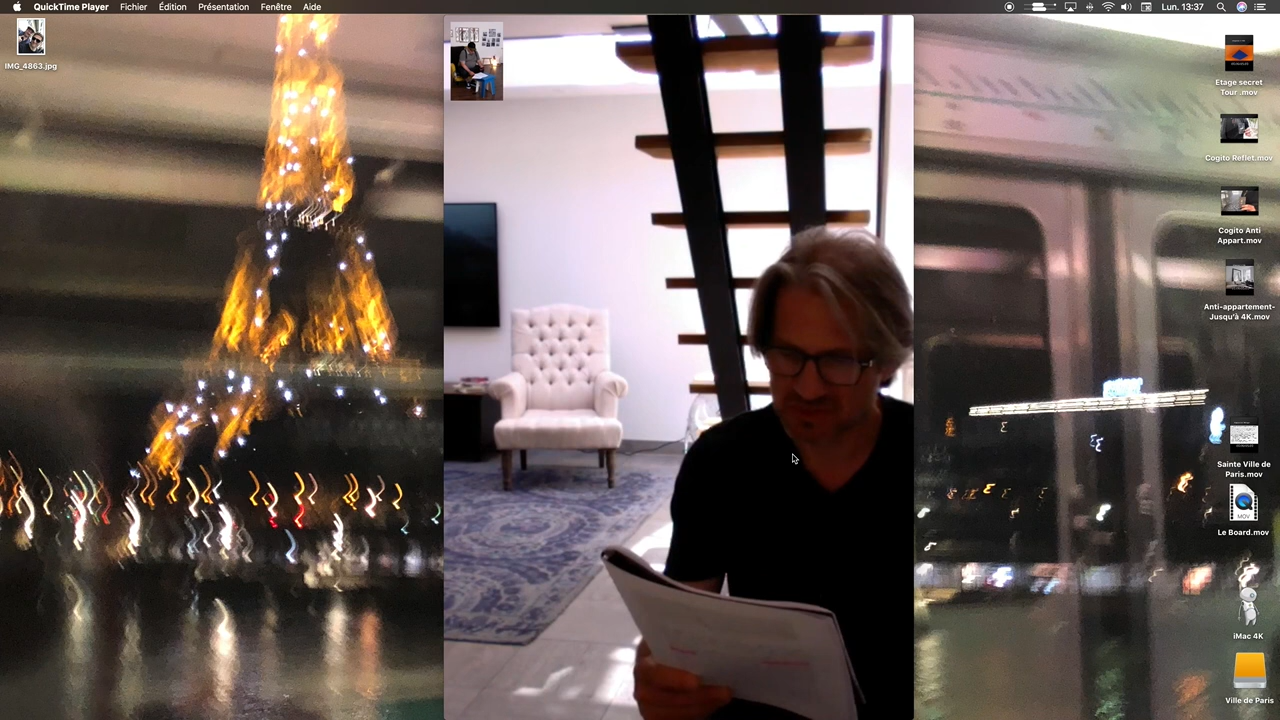 QuickTime Player Fichier Édition Présentation Fenêtre Aide Lun. 13:37
IMG_4863.jpg
Etage secret
Tour .mov
Cogito Reflet.mov
Cogito Anti
Appart.mov
Anti-appartement-
Jusqu'à 4K.mov
Sainte Ville de
Paris.mov
MOV
Le Board.mov
iMac 4K
Ville de Paris